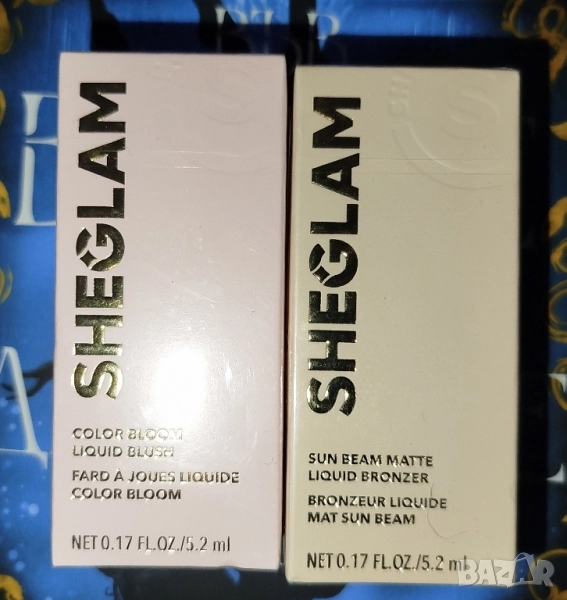 SHEGLAM
COLOR BLOOM
LIQUID BLUSH
FARD À JOUES LIQUIDE
COLOR BLOOM
NET 0.17 FL.OZ./5.2 ml
SHEGLAM
SUN BEAM MATTE
LIQUID BRONZER
BRONZEUR LIQUIDE
MAT SUN BEAM
NET 0.17 FL.OZ./5.2 ml
BAZAR